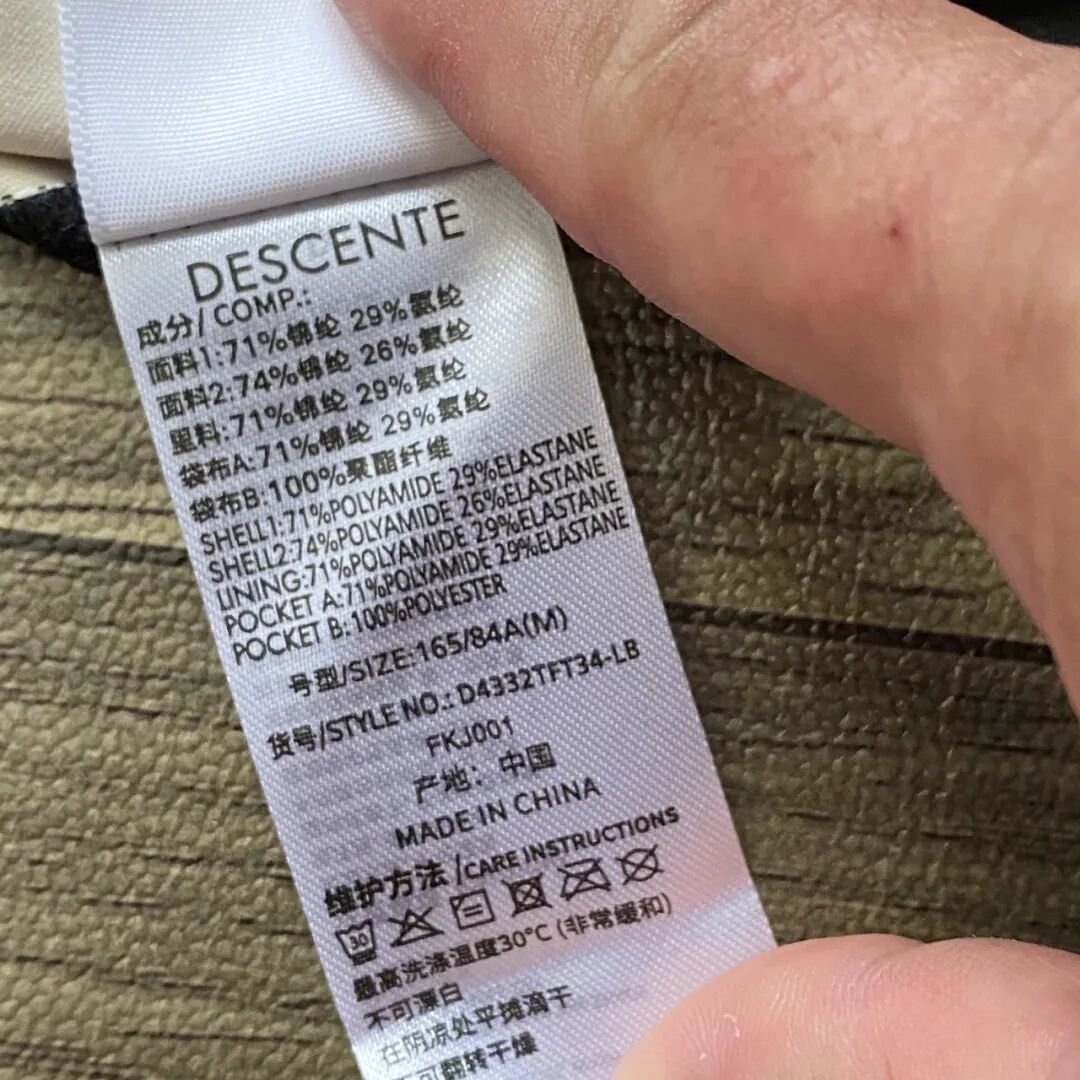 DESCENTE
成分/ COMP.:
面料1:71%锦纶 29%氨纶
面料2:74%锦纶 26%氨纶
里料:71%锦纶 29%氨纶
袋布A:71%锦纶 29%氨纶
袋布B:100%聚酯纤维
SHELL1:71%POLYAMIDE 29%ELASTANE
SHELL2:74%POLYAMIDE 26%ELASTANE
LINING:71%POLYAMIDE 29%ELASTANE
POCKET A:71%POLYAMIDE 29%ELASTANE
POCKET B:100%POLYESTER
号型/SIZE:165/84A(M)
货号/STYLE NO.: D4332TFT34-LB
FKJ001
产地: 中国
MADE IN CHINA
维护方法 /CARE INSTRUCTIONS
30
最高洗涤温度30°C (非常缓和)
不可漂白
在阴凉处平摊滴干
可翻转干燥